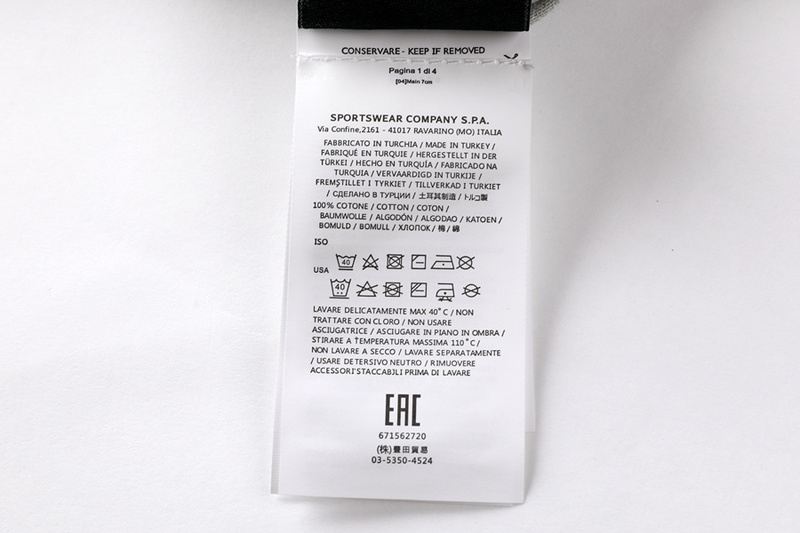 CONSERVARE - KEEP IF REMOVED
Pagina 1 di 4
[04]Main 7cm
SPORTSWEAR COMPANY S.P.A.
Via Confine,2161 - 41017 RAVARINO (MO) ITALIA
FABBRICATO IN TURCHIA / MADE IN TURKEY /
FABRIQUÉ EN TURQUIE / HERGESTELLT IN DER
TÜRKEI / HECHO EN TURQUÍA / FABRICADO NA
TURQUIA / VERVAARDIGD IN TURKIJE /
FREMSTILLET I TYRKIET / TILLVERKAD I TURKIET
/ СДЕЛАНО В ТУРЦИИ / 土耳其制造 / トルコ製
100% COTONE / COTTON / COTON /
BAUMWOLLE / ALGODÓN / ALGODAO / KATOEN /
BOMULD / BOMULL / ХЛОПОК / 棉 / 綿
ISO
40
USA
40
LAVARE DELICATAMENTE MAX 40°C / NON
TRATTARE CON CLORO / NON USARE
ASCIUGATRICE / ASCIUGARE IN PIANO IN OMBRA /
STIRARE A TEMPERATURA MASSIMA 110°C /
NON LAVARE A SECCO / LAVARE SEPARATAMENTE
/ USARE DETERSIVO NEUTRO / RIMUOVERE
ACCESSORI STACCABILI PRIMA DI LAVARE
EAC
671562720
(株)豊田貿易
03-5350-4524